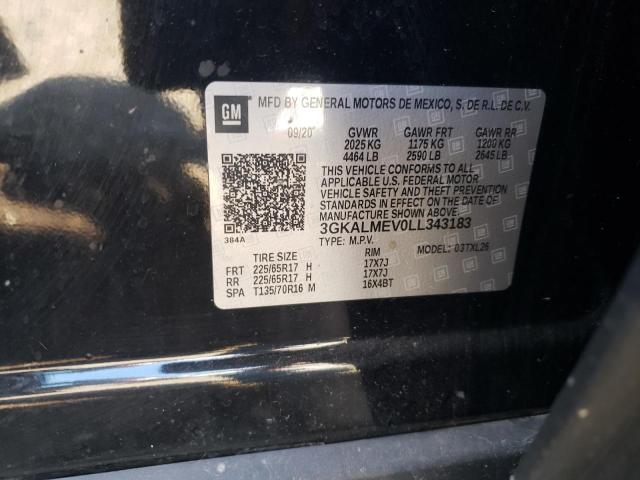 GM
MFD BY GENERAL MOTORS DE MEXICO, S. DE R.L. DE C.V.
09/20 GVWR GAWR FRT GAWR RR
2025 KG 1175 KG 1200 KG
4464 LB 2590 LB 2645 LB
THIS VEHICLE CONFORMS TO ALL
APPLICABLE U.S. FEDERAL MOTOR
VEHICLE SAFETY AND THEFT PREVENTION
STANDARDS IN EFFECT ON THE DATE OF
MANUFACTURE SHOWN ABOVE.
3GKALMEV0LL343183
384A TYPE: M.P.V. MODEL: 03TXL26
TIRE SIZE RIM
FRT 225/65R17 H 17X7J
RR 225/65R17 H 17X7J
SPA T135/70R16 M 16X4BT